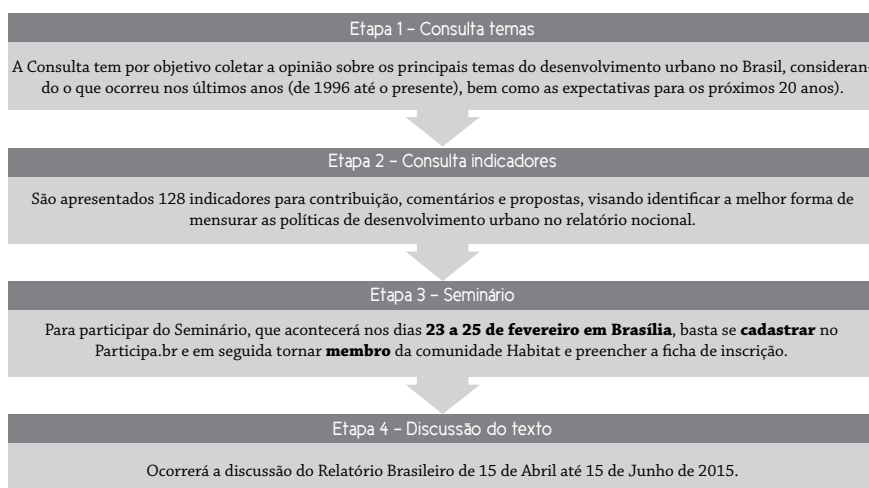 Etapa 1 – Consulta temas
A Consulta tem por objetivo coletar a opinião sobre os principais temas do desenvolvimento urbano no Brasil, consideran-
do o que ocorreu nos últimos anos (de 1996 até o presente), bem como as expectativas para os próximos 20 anos).
Etapa 2 – Consulta indicadores
São apresentados 128 indicadores para contribuição, comentários e propostas, visando identificar a melhor forma de
mensurar as políticas de desenvolvimento urbano no relatório nocional.
Etapa 3 – Seminário
Para participar do Seminário, que acontecerá nos dias 23 a 25 de fevereiro em Brasília, basta se cadastrar no
Participa.br e em seguida tornar membro da comunidade Habitat e preencher a ficha de inscrição.
Etapa 4 – Discussão do texto
Ocorrerá a discussão do Relatório Brasileiro de 15 de Abril até 15 de Junho de 2015.